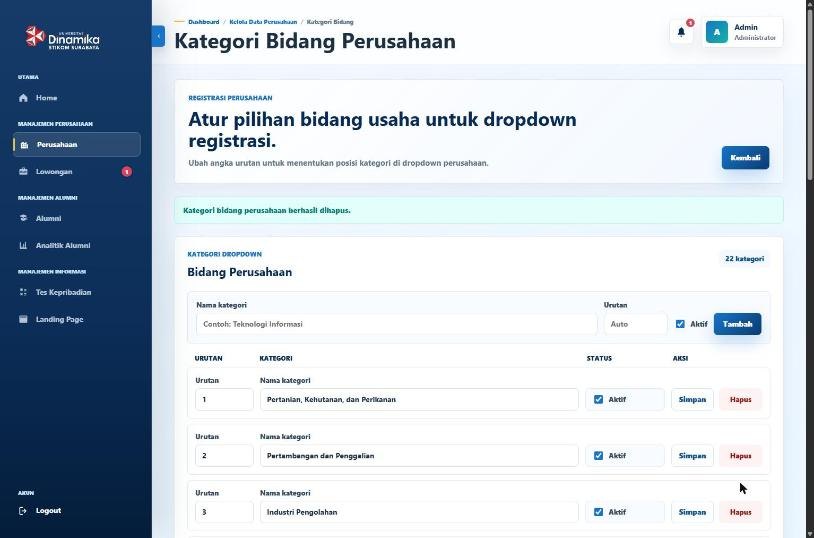 UNIVERSITAS
Dinamika
STIKOM SURABAYA
UTAMA
Home
MANAJEMEN PERUSAHAAN
Perusahaan
Lowongan
1
MANAJEMEN ALUMNI
Alumni
Analitik Alumni
MANAJEMEN INFORMASI
Tes Kepribadian
Landing Page
AKUN
Logout
Dashboard / Kelola Data Perusahaan / Kategori Bidang
Kategori Bidang Perusahaan
A
Admin
Administrator
REGISTRASI PERUSAHAAN
Atur pilihan bidang usaha untuk dropdown
registrasi.
Ubah angka urutan untuk menentukan posisi kategori di dropdown perusahaan.
Kembali
Kategori bidang perusahaan berhasil dihapus.
KATEGORI DROPDOWN
Bidang Perusahaan
22 kategori
Nama kategori
Urutan
Contoh: Teknologi Informasi
Auto
Aktif
Tambah
URUTAN KATEGORI STATUS AKSI
Urutan Nama kategori
1 Pertanian, Kehutanan, dan Perikanan Aktif Simpan Hapus
Urutan Nama kategori
2 Pertambangan dan Penggalian Aktif Simpan Hapus
Urutan Nama kategori
3 Industri Pengolahan Aktif Simpan Hapus